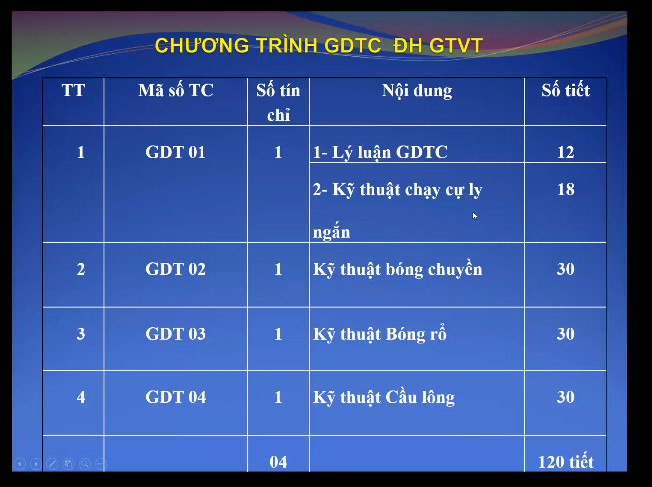 CHƯƠNG TRÌNH GDTC ĐH GTVT
TT Mã số TC Số tín chỉ Nội dung Số tiết
1 GDT 01 1 1- Lý luận GDTC 12
2- Kỹ thuật chạy cự ly ngắn 18
2 GDT 02 1 Kỹ thuật bóng chuyền 30
3 GDT 03 1 Kỹ thuật Bóng rổ 30
4 GDT 04 1 Kỹ thuật Cầu lông 30
04 120 tiết